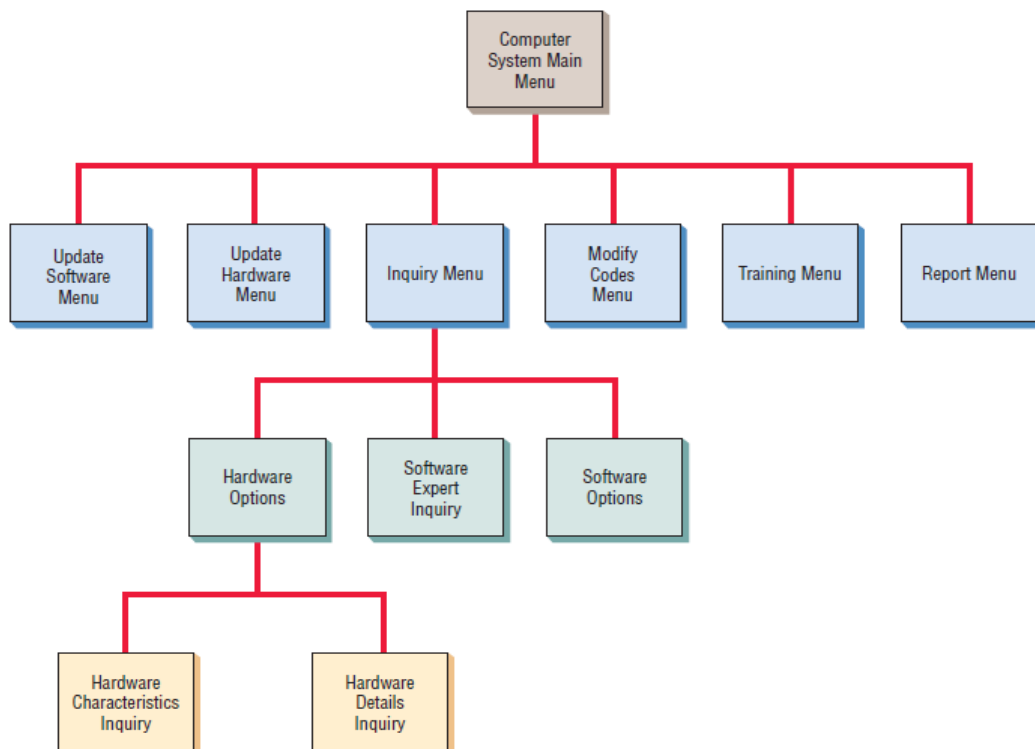 Computer
System Main
Menu
Update
Software
Menu
Update
Hardware
Menu
Inquiry Menu
Modify
Codes
Menu
Training Menu
Report Menu
Hardware
Options
Software
Expert
Inquiry
Software
Options
Hardware
Characteristics
Inquiry
Hardware
Details
Inquiry